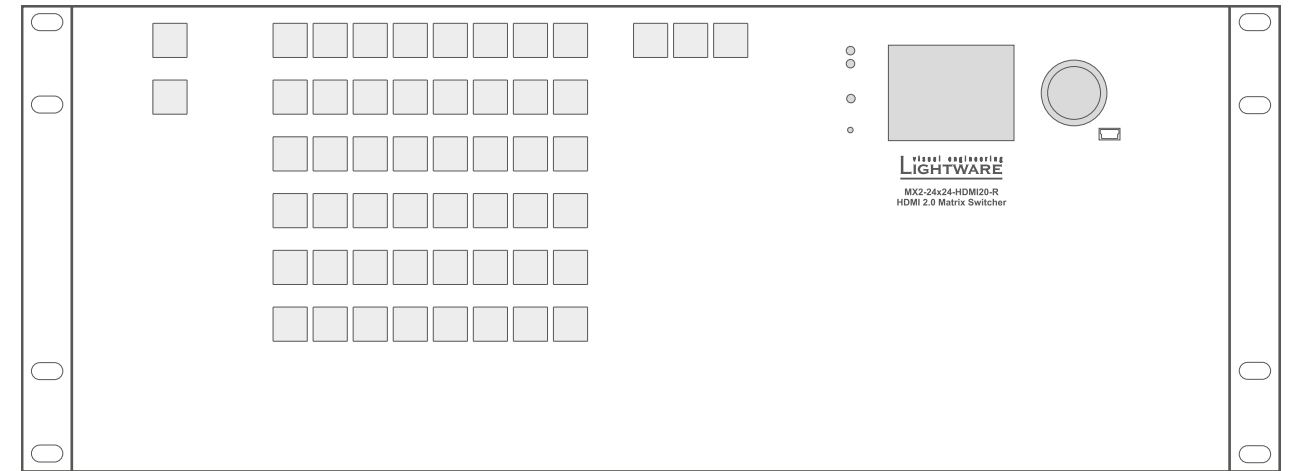 visual engineering
LIGHTWARE
MX2-24x24-HDMI20-R
HDMI 2.0 Matrix Switcher